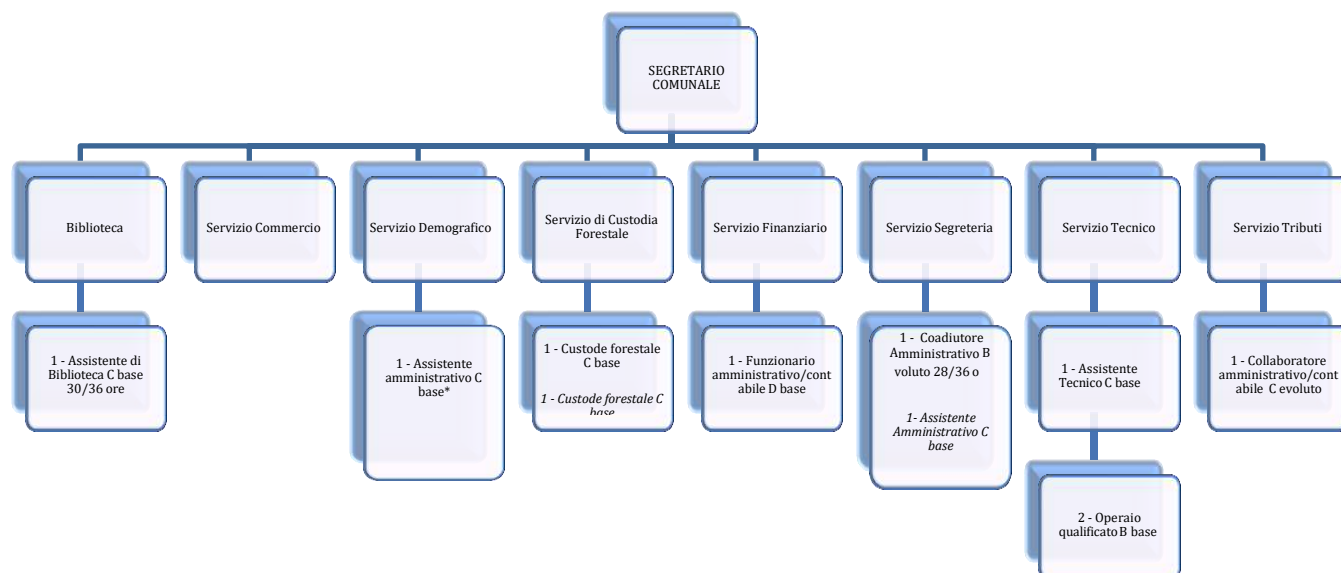 SEGRETARIO
COMUNALE
Biblioteca
Servizio Commercio
Servizio Demografico
Servizio di Custodia
Forestale
Servizio Finanziario
Servizio Segreteria
Servizio Tecnico
Servizio Tributi
1 - Assistente di
Biblioteca C base
30/36 ore
1 - Assistente
amministrativo C
base*
1 - Custode forestale
C base
1 - Custode forestale C
base
1 - Funzionario
amministrativo/cont
abile D base
1 - Coadiutore
Amministrativo B
voluto 28/36 o
1- Assistente
Amministrativo C
base
1 - Assistente
Tecnico C base
1 - Collaboratore
amministrativo/cont
abile C evoluto
2 - Operaio
qualificato B base